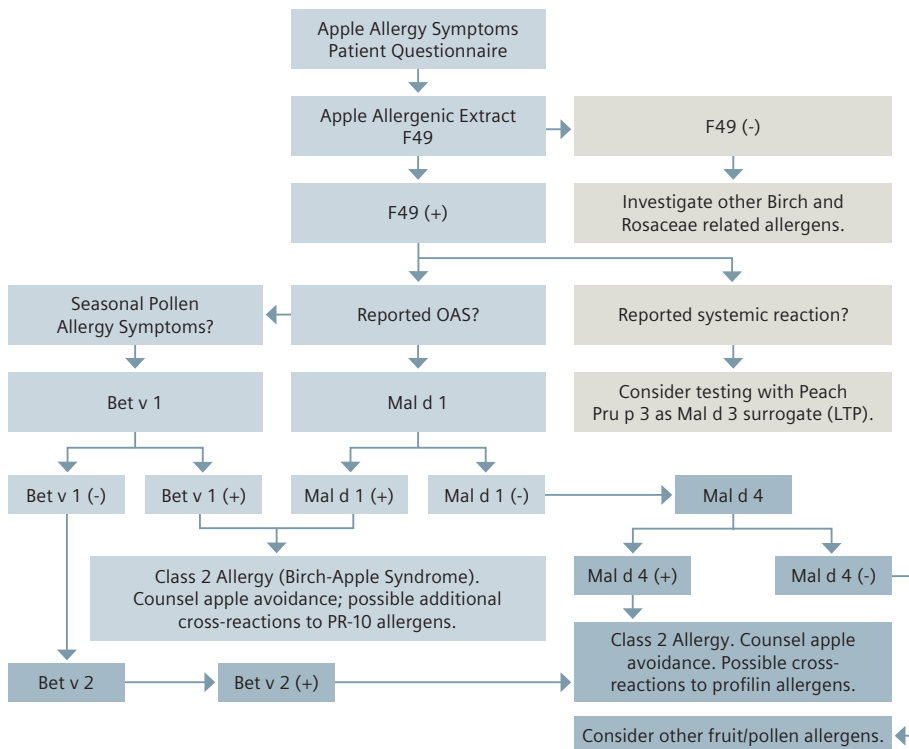 Apple Allergy Symptoms
Patient Questionnaire
Apple Allergenic Extract
F49
F49 (-)
F49 (+)
Investigate other Birch and
Rosaceae related allergens.
Seasonal Pollen
Allergy Symptoms?
Reported OAS?
Reported systemic reaction?
Bet v 1
Mal d 1
Consider testing with Peach
Pru p 3 as Mal d 3 surrogate (LTP).
Bet v 1 (-)
Bet v 1 (+)
Mal d 1 (+)
Mal d 1 (-)
Mal d 4
Class 2 Allergy (Birch-Apple Syndrome).
Counsel apple avoidance; possible additional
cross-reactions to PR-10 allergens.
Mal d 4 (+)
Mal d 4 (-)
Bet v 2
Bet v 2 (+)
Class 2 Allergy. Counsel apple
avoidance. Possible cross-
reactions to profilin allergens.
Consider other fruit/pollen allergens.